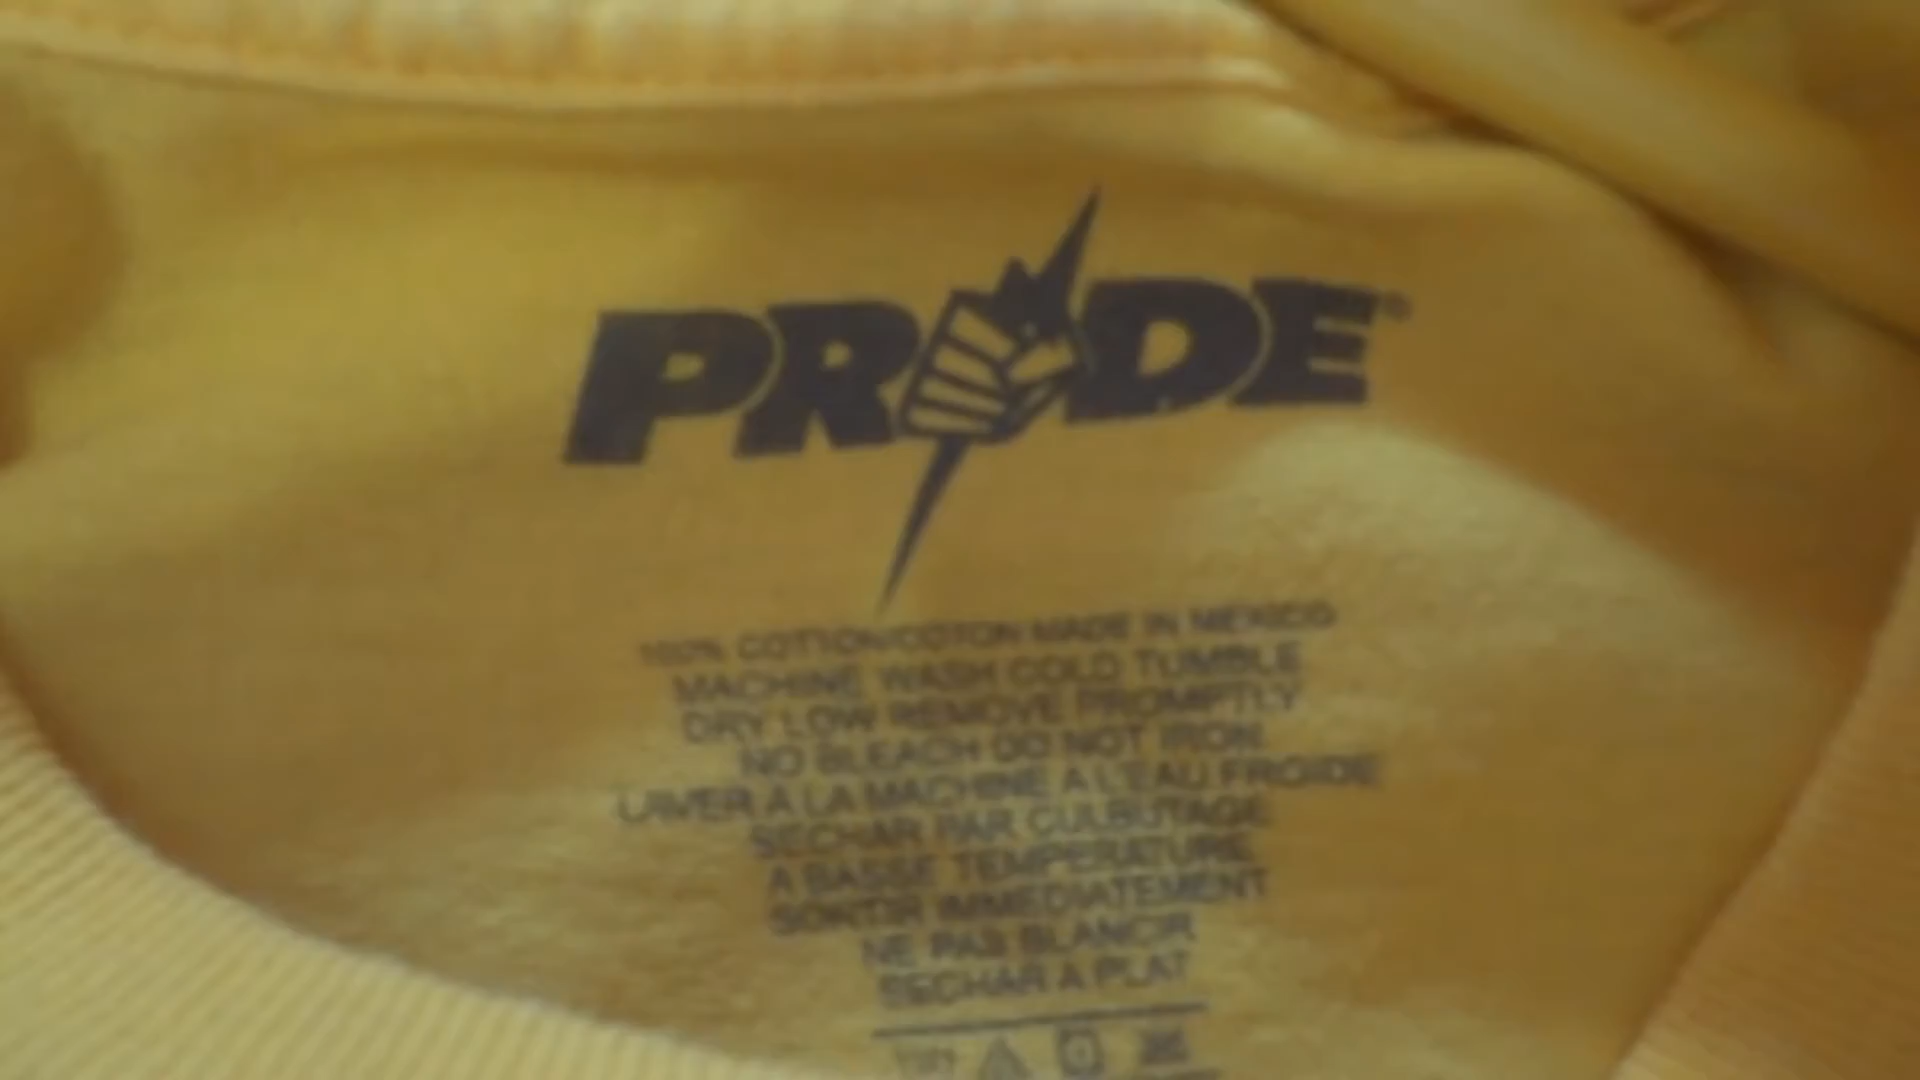 PRIDE®
100% COTTON/COTON MADE IN MEXICO
MACHINE WASH COLD TUMBLE
DRY LOW REMOVE PROMPTLY
NO BLEACH DO NOT IRON
LAVER A LA MACHINE A L'EAU FROIDE
SECHAR PAR CULBUTAGE
A BASSE TEMPERATURE
SORTIR IMMEDIATEMENT
NE PAS BLANCIR
SECHAR A PLAT